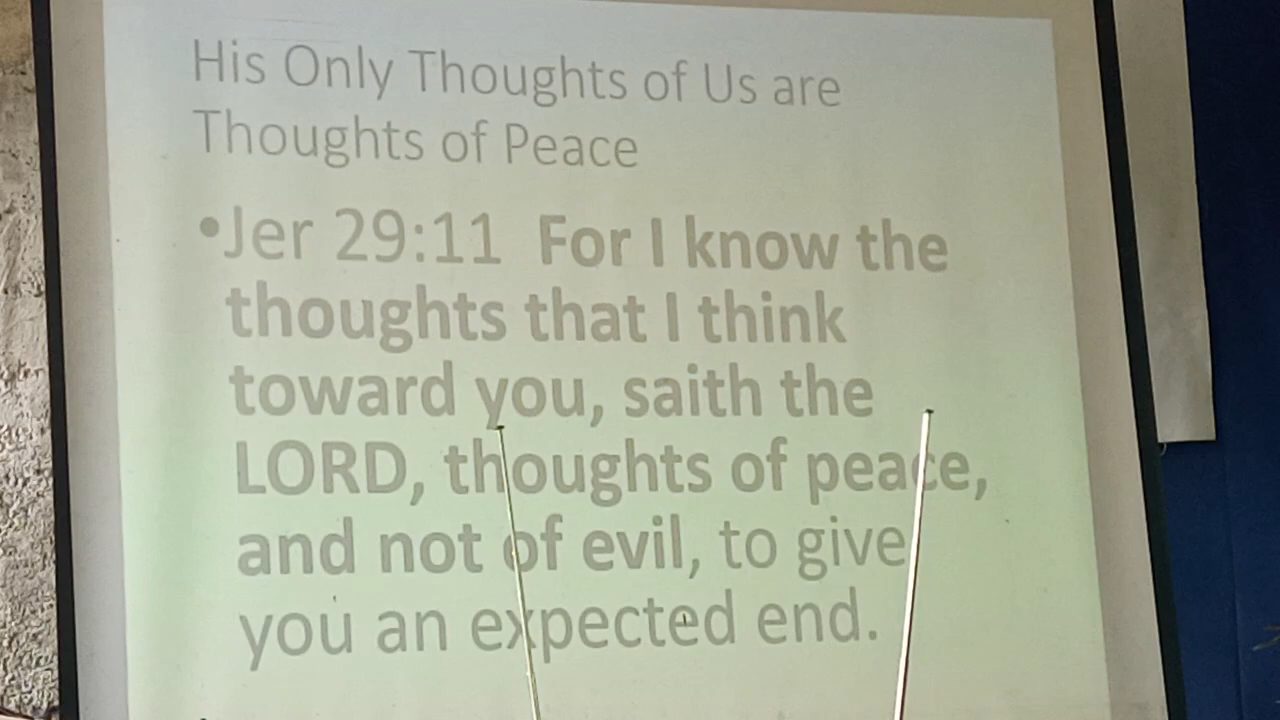 His Only Thoughts of Us are
Thoughts of Peace
•Jer 29:11 For I know the
thoughts that I think
toward you, saith the
LORD, thoughts of peace,
and not of evil, to give
you an expected end.